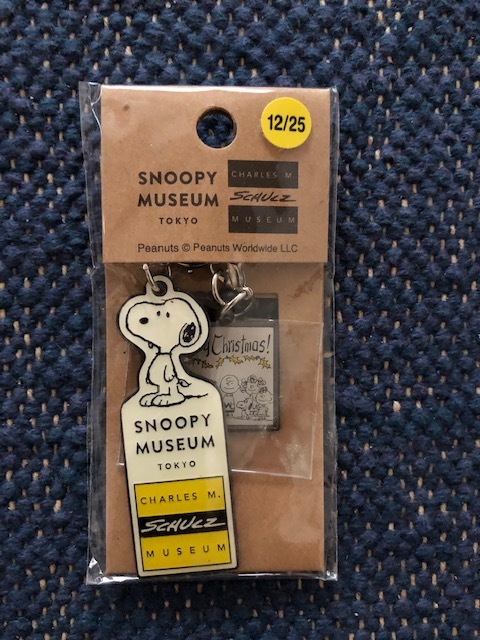 12/25
SNOOPY
MUSEUM
TOKYO
CHARLES M.
SCHULZ
MUSEUM
Peanuts © Peanuts Worldwide LLC
Christmas!
SNOOPY
MUSEUM
TOKYO
CHARLES M.
SCHULZ
MUSEUM